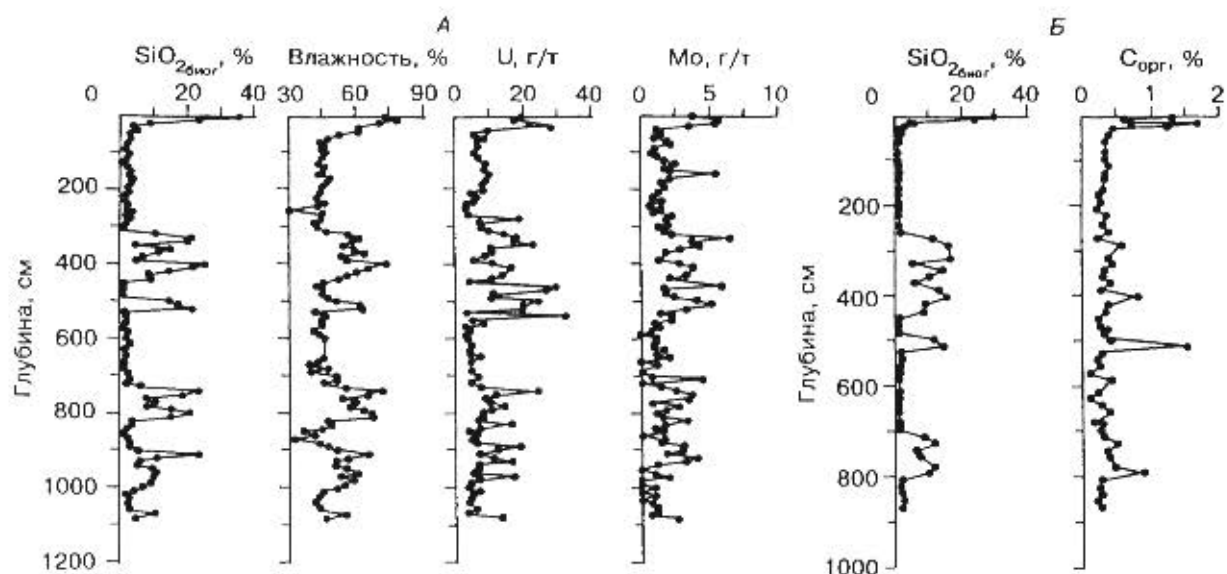 А
Б
SiO2биог, %
Влажность, %
U, г/т
Mo, г/т
SiO2биог, %
Cорг, %
0 20 40
30 60 90
0 20 40
0 5 10
0 20 40
0 1 2
Глубина, см
200
400
600
800
1000
1200
Глубина, см
200
400
600
800
1000